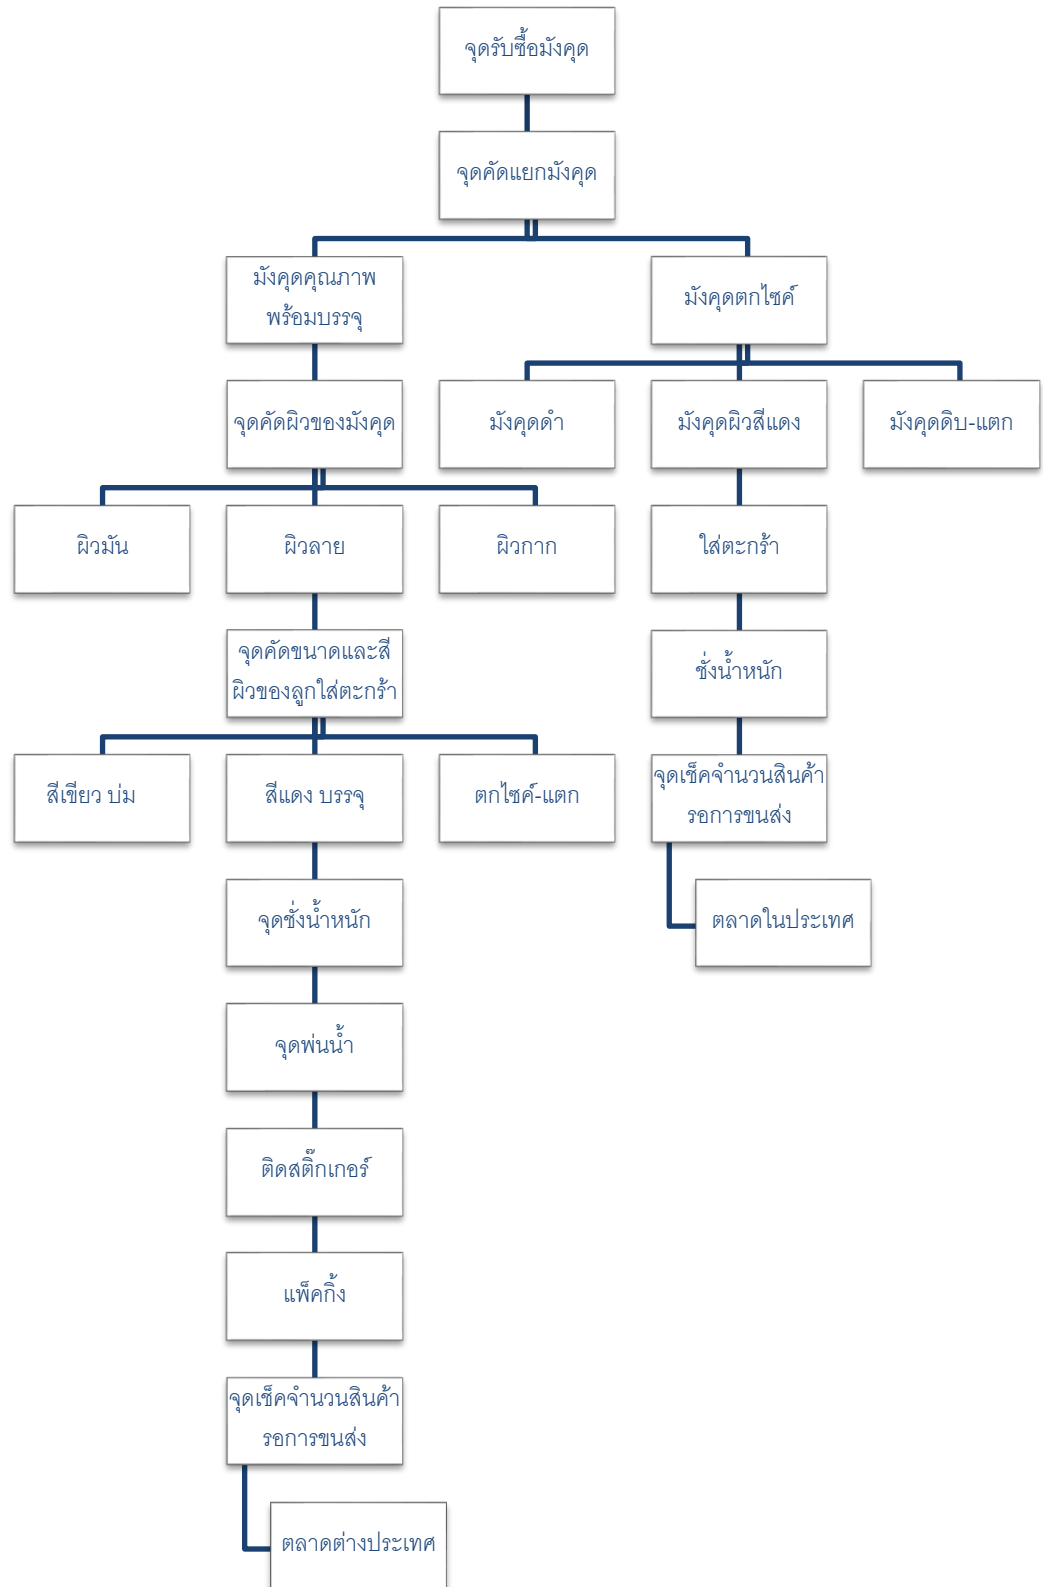 จุดรับซื้อมังคุด
จุดคัดแยกมังคุด
มังคุดคุณภาพ
พร้อมบรรจุ
มังคุดตกไซค์
จุดคัดผิวของมังคุด
มังคุดดำ
มังคุดผิวสีแดง
มังคุดดิบ-แตก
ผิวมัน
ผิวลาย
ผิวกาก
ใส่ตะกร้า
จุดคัดขนาดและสี
ผิวของลูกใส่ตะกร้า
ชั่งน้ำหนัก
สีเขียว บ่ม
สีแดง บรรจุ
ตกไซค์-แตก
จุดเช็คจำนวนสินค้า
รอการขนส่ง
จุดชั่งน้ำหนัก
ตลาดในประเทศ
จุดพ่นน้ำ
ติดสติ๊กเกอร์
แพ็คกิ้ง
จุดเช็คจำนวนสินค้า
รอการขนส่ง
ตลาดต่างประเทศ